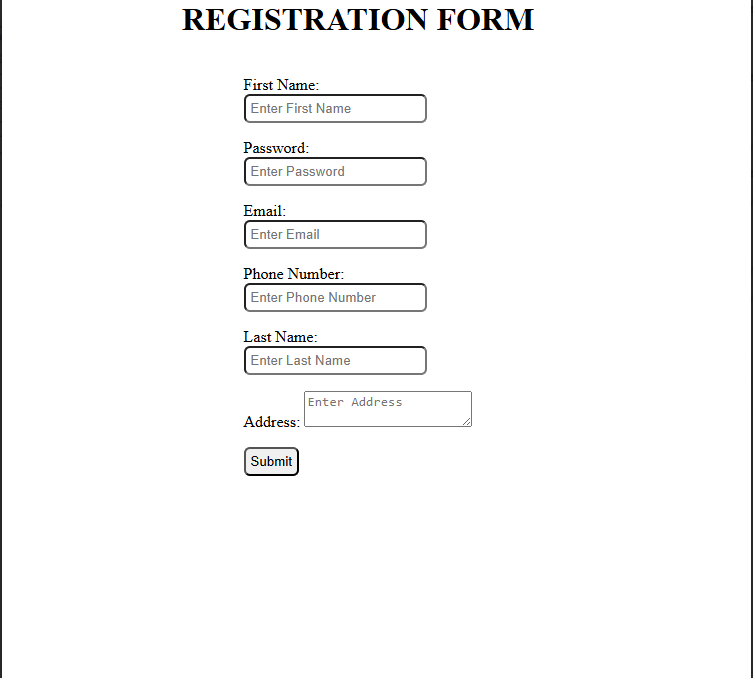 REGISTRATION FORM
First Name:
Enter First Name
Password:
Enter Password
Email:
Enter Email
Phone Number:
Enter Phone Number
Last Name:
Enter Last Name
Address: Enter Address
Submit